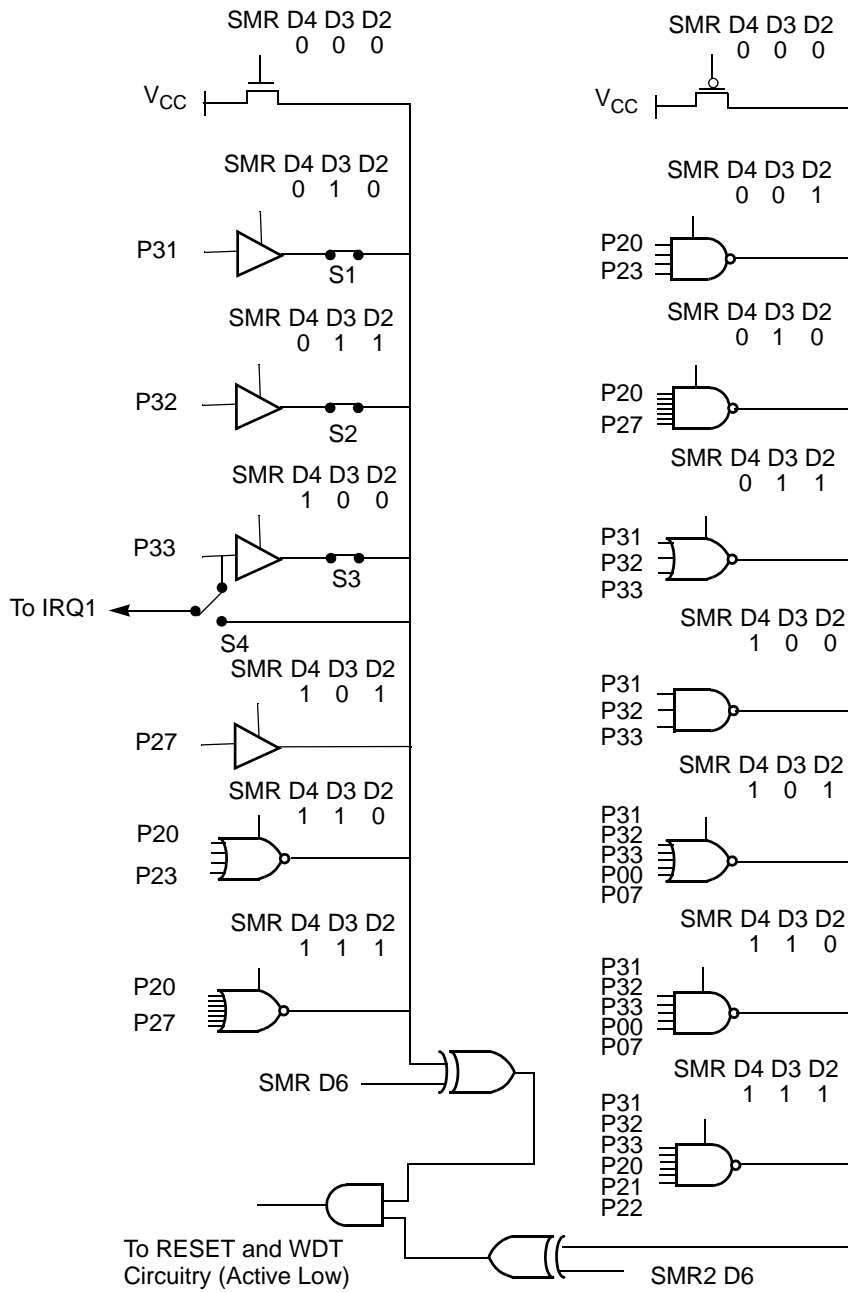 SMR D4 D3 D2
0 0 0
VCC
SMR D4 D3 D2
0 1 0
P31
S1
SMR D4 D3 D2
0 1 1
P32
S2
SMR D4 D3 D2
1 0 0
P33
S3
To IRQ1
S4
SMR D4 D3 D2
1 0 1
P27
SMR D4 D3 D2
1 1 0
P20
P23
SMR D4 D3 D2
1 1 1
P20
P27
SMR D6
To RESET and WDT
Circuitry (Active Low)
SMR D4 D3 D2
0 0 0
VCC
SMR D4 D3 D2
0 0 1
P20
P23
SMR D4 D3 D2
0 1 0
P20
P27
SMR D4 D3 D2
0 1 1
P31
P32
P33
SMR D4 D3 D2
1 0 0
P31
P32
P33
SMR D4 D3 D2
1 0 1
P31
P32
P33
P00
P07
SMR D4 D3 D2
1 1 0
P31
P32
P33
P00
P07
SMR D4 D3 D2
1 1 1
P31
P32
P33
P20
P21
P22
SMR2 D6